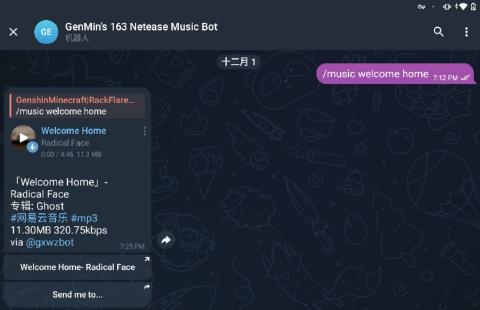 GE
GenMin's 163 Netease Music Bot
机器人
十二月 1
/music welcome home 7:12 PM
GenshinMinecraft|RackFlare…
/music welcome home
Welcome Home
Radical Face
0:00 / 4:46 11.3 MB
「Welcome Home」-
Radical Face
专辑: Ghost
#网易云音乐 #mp3
11.30MB 320.75kbps
via @gxwzbot
7:25 PM
Welcome Home- Radical Face
Send me to...